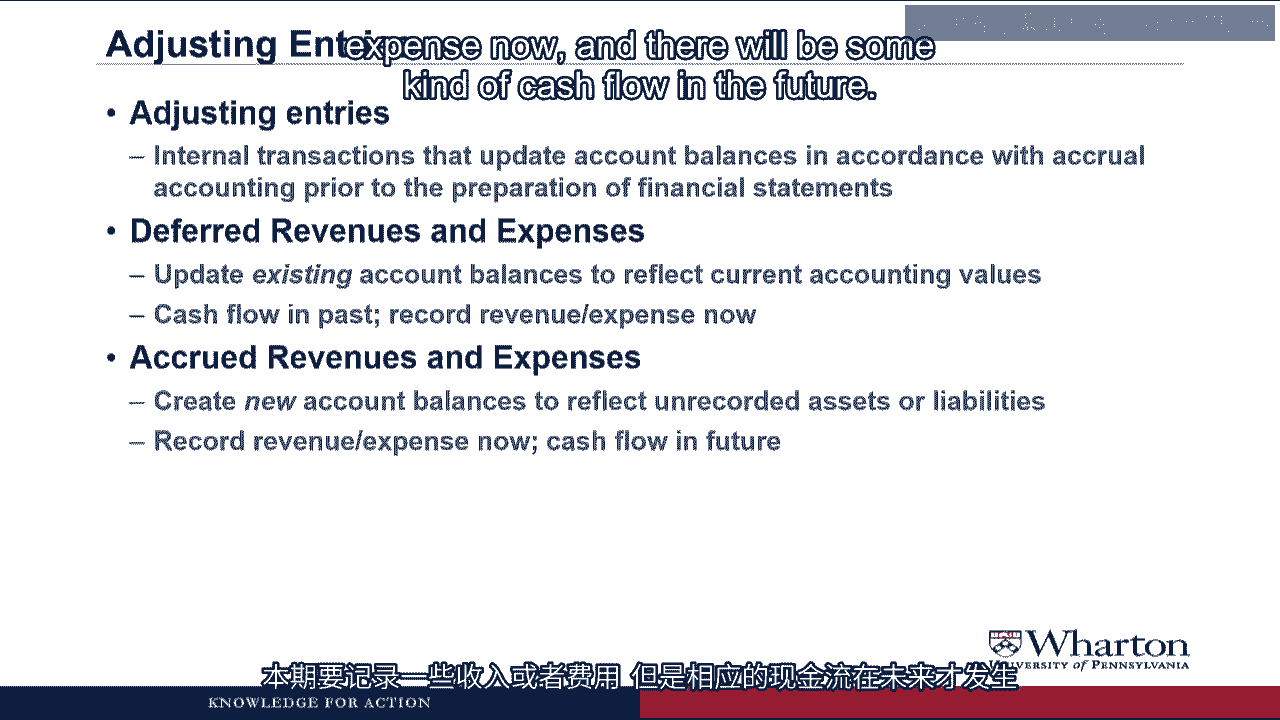 Adjusting Entries
expense now, and there will be some
kind of cash flow in the future.
• Adjusting entries
– Internal transactions that update account balances in accordance with accrual
accounting prior to the preparation of financial statements
• Deferred Revenues and Expenses
– Update existing account balances to reflect current accounting values
– Cash flow in past; record revenue/expense now
• Accrued Revenues and Expenses
– Create new account balances to reflect unrecorded assets or liabilities
– Record revenue/expense now; cash flow in future
Wharton
UNIVERSITY of PENNSYLVANIA
本期要记录一些收入或者费用 但是相应的现金流在未来才发生
KNOWLEDGE FOR ACTION